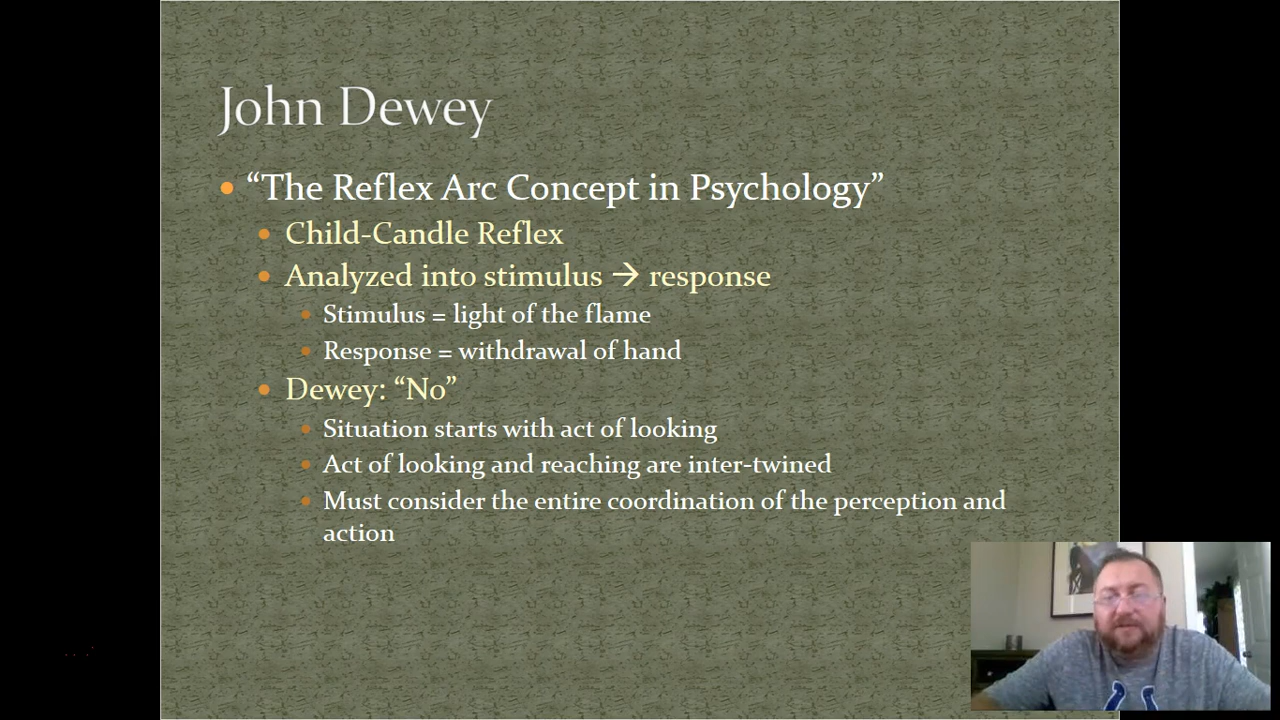 John Dewey
“The Reflex Arc Concept in Psychology”
Child-Candle Reflex
Analyzed into stimulus → response
Stimulus = light of the flame
Response = withdrawal of hand
Dewey: “No”
Situation starts with act of looking
Act of looking and reaching are inter-twined
Must consider the entire coordination of the perception and
action